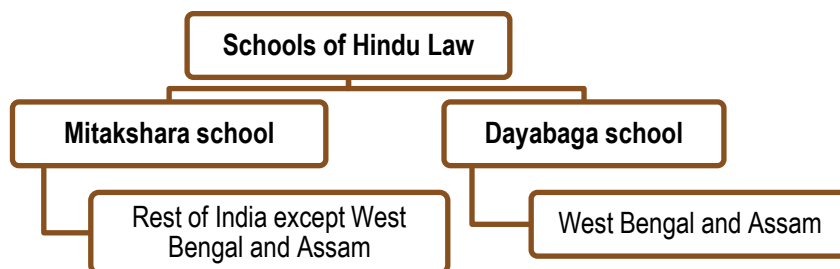 Schools of Hindu Law
Mitakshara school
Dayabaga school
Rest of India except West
Bengal and Assam
West Bengal and Assam